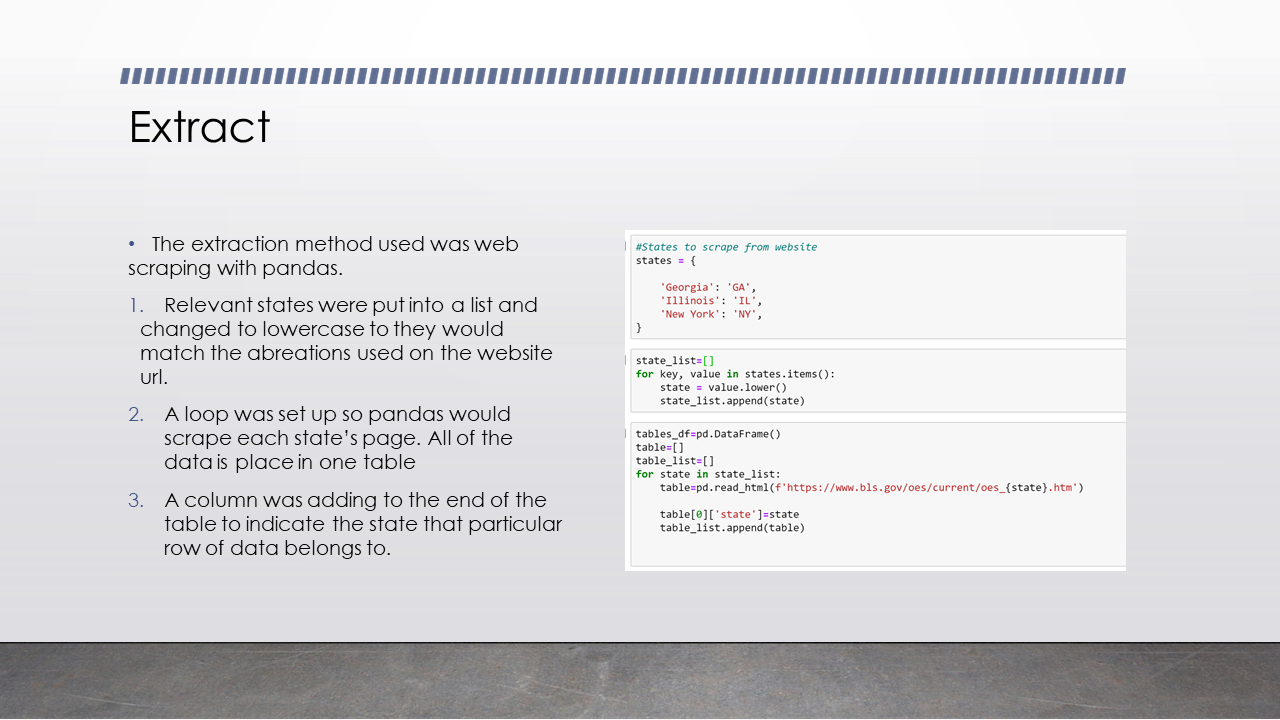 Extract
• The extraction method used was web
scraping with pandas.
1. Relevant states were put into a list and
changed to lowercase to they would
match the abreations used on the website
url.
2. A loop was set up so pandas would
scrape each state’s page. All of the
data is place in one table
3. A column was adding to the end of the
table to indicate the state that particular
row of data belongs to.
#States to scrape from website
states = {
'Georgia': 'GA',
'Illinois': 'IL',
'New York': 'NY',
}
state_list=[]
for key, value in states.items():
state = value.lower()
state_list.append(state)
tables_df=pd.DataFrame()
table=[]
table_list=[]
for state in state_list:
table=pd.read_html(f'https://www.bls.gov/oes/current/oes_{state}.htm')
table[0]['state']=state
table_list.append(table)